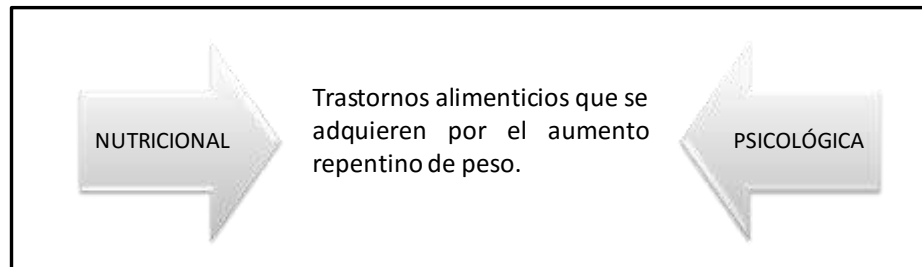 NUTRICIONAL
Trastornos alimenticios que se
adquieren por el aumento
repentino de peso.
PSICOLÓGICA